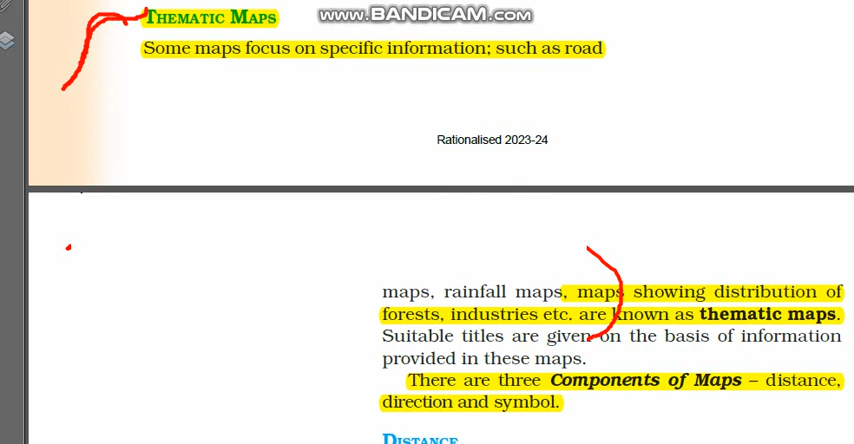 www.BANDICAM.com
THEMATIC MAPS
Some maps focus on specific information; such as road
Rationalised 2023-24
maps, rainfall maps, maps showing distribution of
forests, industries etc. are known as thematic maps.
Suitable titles are given on the basis of information
provided in these maps.
There are three Components of Maps – distance,
direction and symbol.
DISTANCE